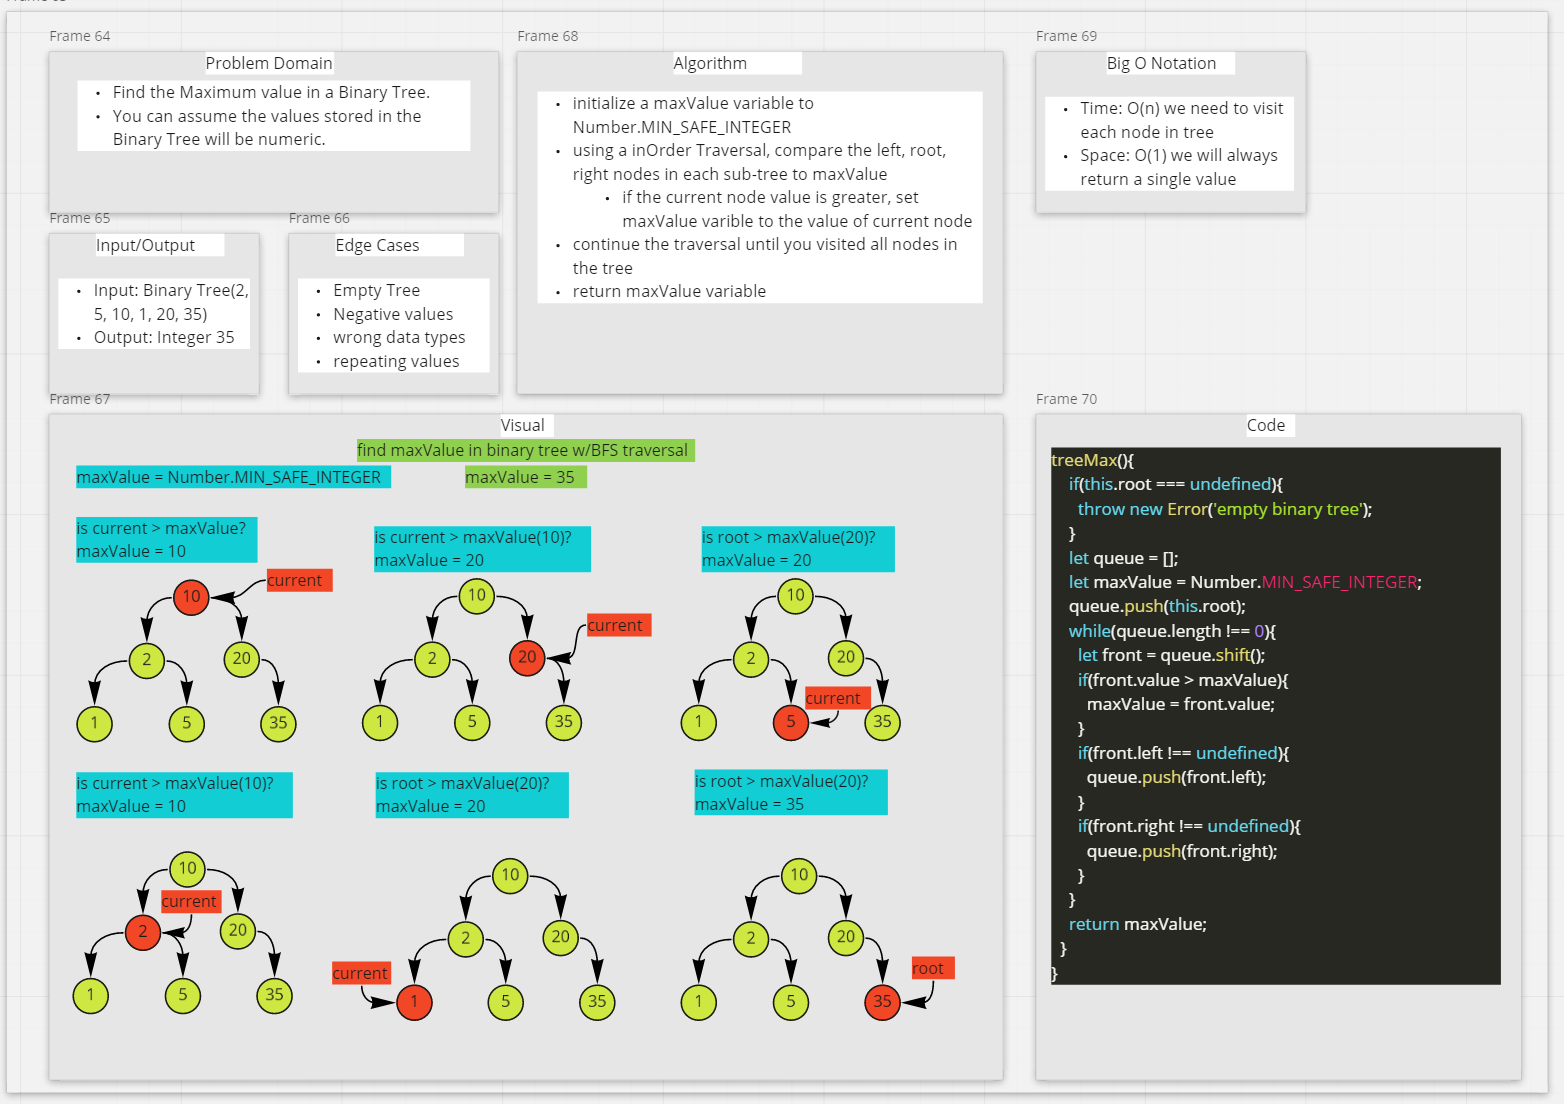 Frame 64
Problem Domain
• Find the Maximum value in a Binary Tree.
• You can assume the values stored in the
Binary Tree will be numeric.
Frame 65
Input/Output
• Input: Binary Tree(2,
5, 10, 1, 20, 35)
• Output: Integer 35
Frame 66
Edge Cases
• Empty Tree
• Negative values
• wrong data types
• repeating values
Frame 68
Algorithm
• initialize a maxValue variable to
Number.MIN_SAFE_INTEGER
• using a inOrder Traversal, compare the left, root,
right nodes in each sub-tree to maxValue
• if the current node value is greater, set
maxValue varible to the value of current node
• continue the traversal until you visited all nodes in
the tree
• return maxValue variable
Frame 69
Big O Notation
• Time: O(n) we need to visit
each node in tree
• Space: O(1) we will always
return a single value
Frame 67
Visual
find maxValue in binary tree w/BFS traversal
maxValue = Number.MIN_SAFE_INTEGER
maxValue = 35
is current > maxValue?
maxValue = 10
current
10
2
20
1
5
35
is current > maxValue(10)?
maxValue = 20
10
current
2
20
1
5
35
is root > maxValue(20)?
maxValue = 20
10
2
20
current
1
5
35
is current > maxValue(10)?
maxValue = 10
10
current
2
20
1
5
35
is root > maxValue(20)?
maxValue = 20
10
2
20
current
1
5
35
is root > maxValue(20)?
maxValue = 35
10
2
20
root
1
5
35
Frame 70
Code
treeMax(){
if(this.root === undefined){
throw new Error('empty binary tree');
}
let queue = [];
let maxValue = Number.MIN_SAFE_INTEGER;
queue.push(this.root);
while(queue.length !== 0){
let front = queue.shift();
if(front.value > maxValue){
maxValue = front.value;
}
if(front.left !== undefined){
queue.push(front.left);
}
if(front.right !== undefined){
queue.push(front.right);
}
}
return maxValue;
}
}